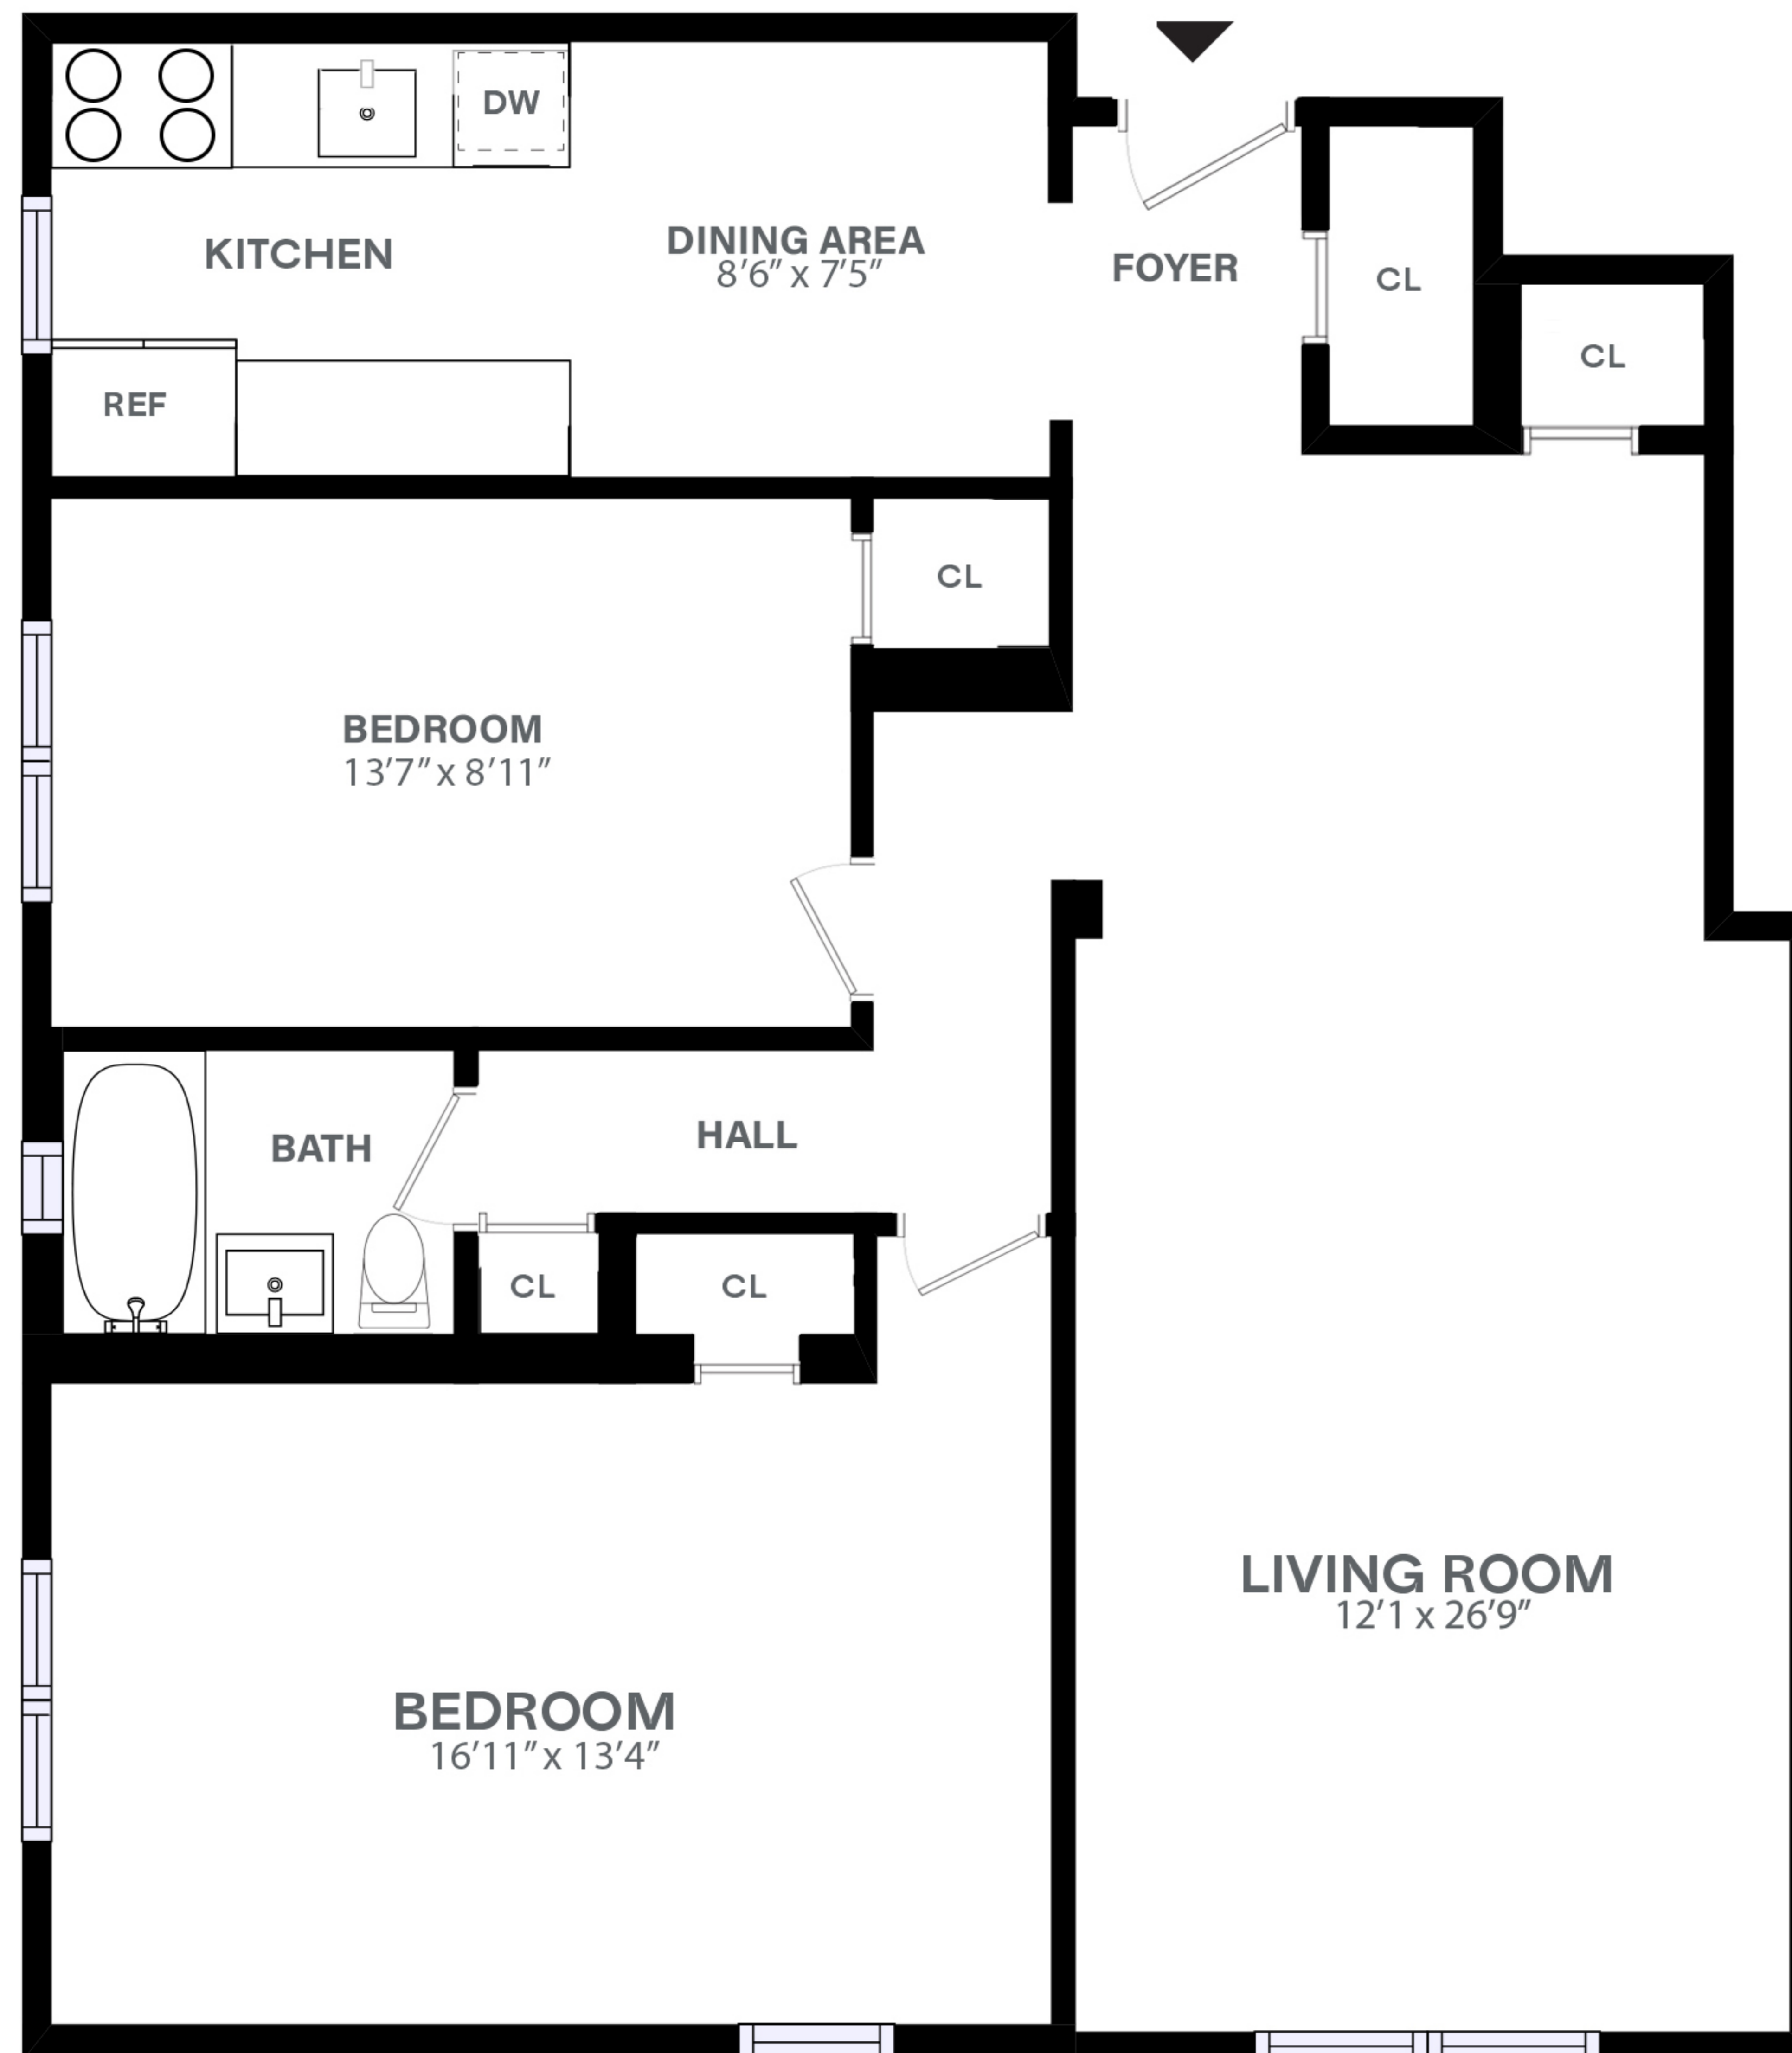 DW
KITCHEN
DINING AREA
8'6" x 7'5"
FOYER
CL
CL
REF
CL
BEDROOM
13'7" x 8'11"
BATH
HALL
CL
CL
LIVING ROOM
12'1 x 26'9"
BEDROOM
16'11" x 13'4"